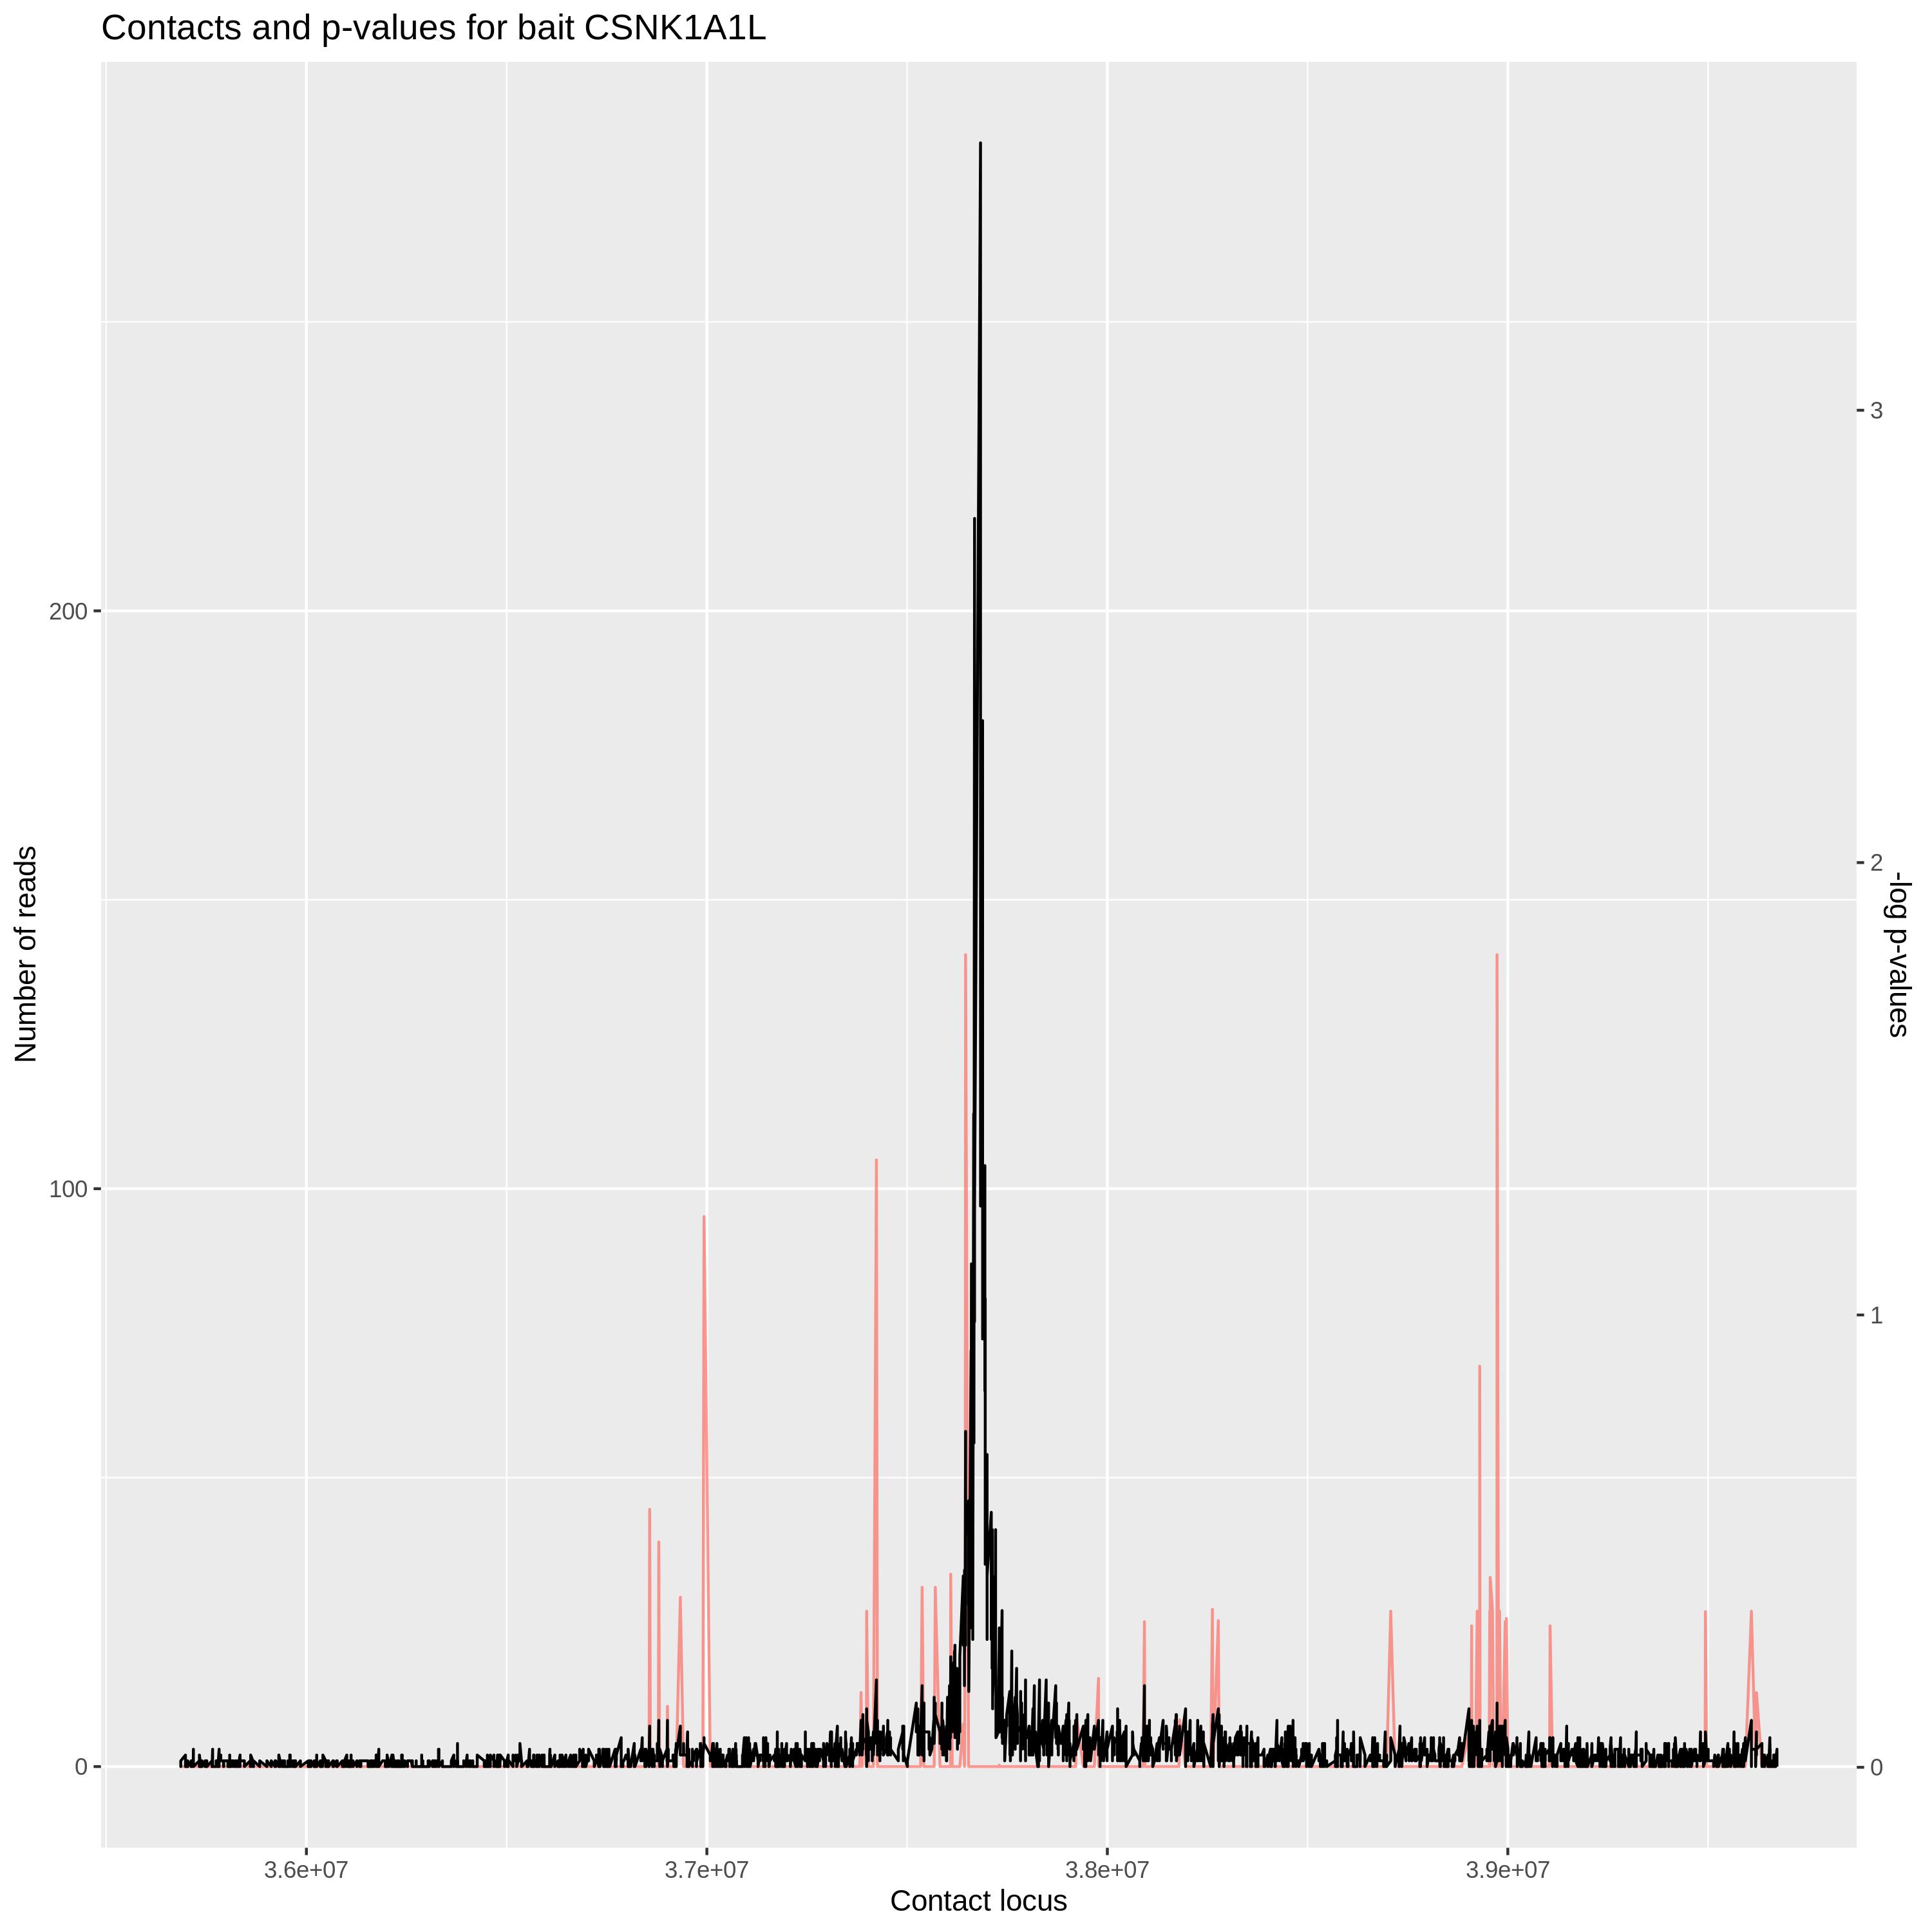 Contacts and p-values for bait CSNK1A1L
Number of reads
200
100
0
3
2
1
0
-log p-values
3.6e+07 3.7e+07 3.8e+07 3.9e+07
Contact locus